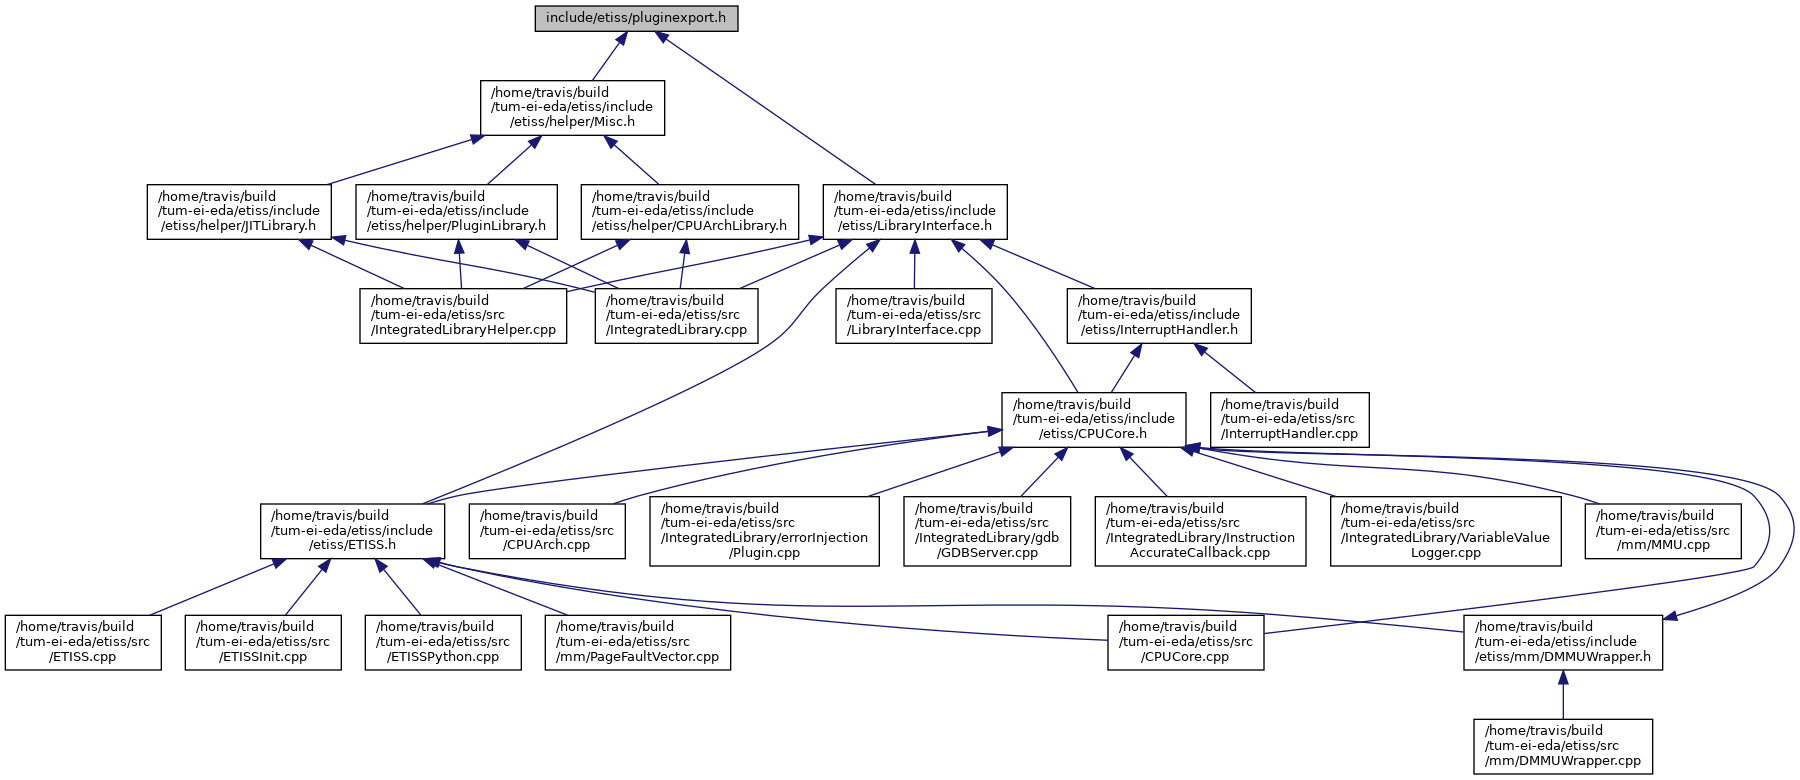 include/etiss/pluginexport.h
/home/travis/build
/tum-ei-eda/etiss/include
/etiss/helper/Misc.h
/home/travis/build
/tum-ei-eda/etiss/include
/etiss/helper/JITLibrary.h
/home/travis/build
/tum-ei-eda/etiss/include
/etiss/helper/PluginLibrary.h
/home/travis/build
/tum-ei-eda/etiss/include
/etiss/helper/CPUArchLibrary.h
/home/travis/build
/tum-ei-eda/etiss/include
/etiss/LibraryInterface.h
/home/travis/build
/tum-ei-eda/etiss/src
/IntegratedLibraryHelper.cpp
/home/travis/build
/tum-ei-eda/etiss/src
/IntegratedLibrary.cpp
/home/travis/build
/tum-ei-eda/etiss/src
/LibraryInterface.cpp
/home/travis/build
/tum-ei-eda/etiss/include
/etiss/InterruptHandler.h
/home/travis/build
/tum-ei-eda/etiss/include
/etiss/CPUCore.h
/home/travis/build
/tum-ei-eda/etiss/src
/InterruptHandler.cpp
/home/travis/build
/tum-ei-eda/etiss/include
/etiss/ETISS.h
/home/travis/build
/tum-ei-eda/etiss/src
/CPUArch.cpp
/home/travis/build
/tum-ei-eda/etiss/src
/IntegratedLibrary/errorInjection
/Plugin.cpp
/home/travis/build
/tum-ei-eda/etiss/src
/IntegratedLibrary/gdb
/GDBServer.cpp
/home/travis/build
/tum-ei-eda/etiss/src
/IntegratedLibrary/Instruction
AccurateCallback.cpp
/home/travis/build
/tum-ei-eda/etiss/src
/IntegratedLibrary/VariableValue
Logger.cpp
/home/travis/build
/tum-ei-eda/etiss/src
/mm/MMU.cpp
/home/travis/build
/tum-ei-eda/etiss/src
/ETISS.cpp
/home/travis/build
/tum-ei-eda/etiss/src
/ETISSInit.cpp
/home/travis/build
/tum-ei-eda/etiss/src
/ETISSPython.cpp
/home/travis/build
/tum-ei-eda/etiss/src
/mm/PageFaultVector.cpp
/home/travis/build
/tum-ei-eda/etiss/src
/CPUCore.cpp
/home/travis/build
/tum-ei-eda/etiss/include
/etiss/mm/DMMUWrapper.h
/home/travis/build
/tum-ei-eda/etiss/src
/mm/DMMUWrapper.cpp